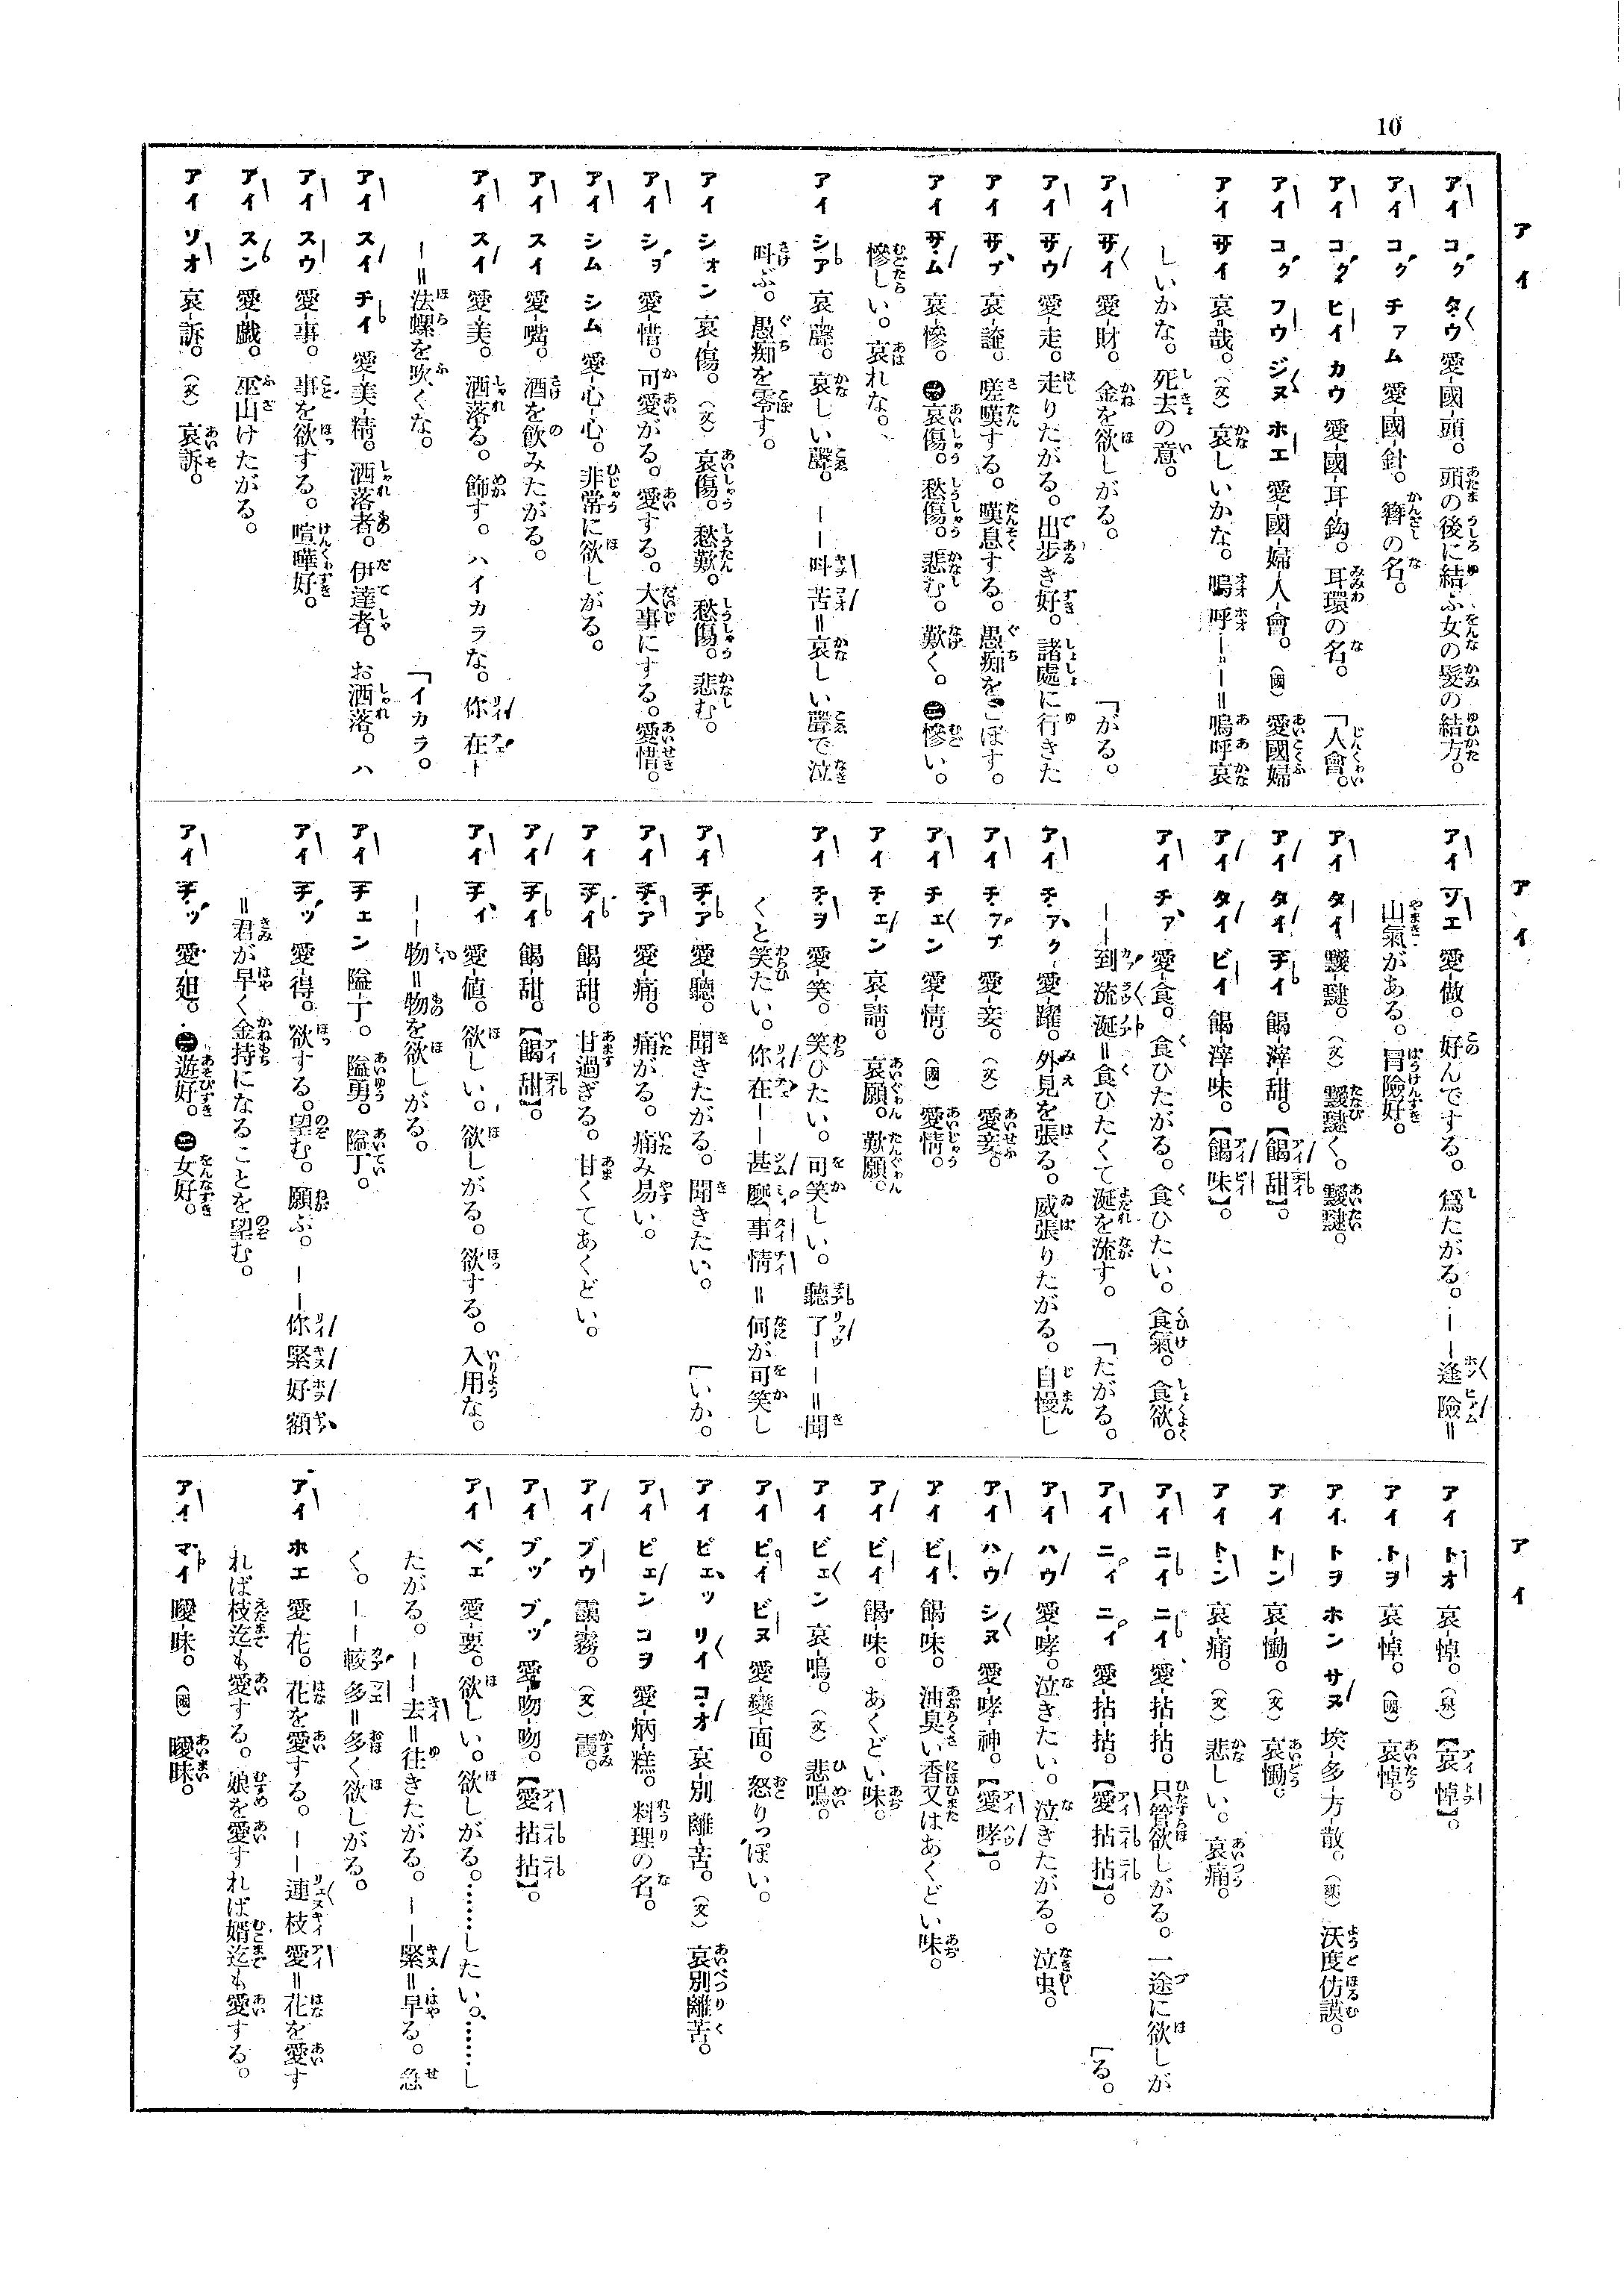 10
アイ
アイ コク タウ 愛-國-頭。頭の後に結ふ女の髮の結方。
アイ コク チァム 愛-國-針。簪の名。
アイ コク ヒイ カウ 愛-國-耳-鈎。耳環の名。 「人會。
アイ コク フウ ジヌ ホエ 愛-國-婦-人-會。(國)愛國婦
アイ サイ 哀-哉。(文)哀しいかな。嗚呼――=嗚呼哀
しいかな。死去の意。
アイ サイ 愛-財。金を欲しがる。 「がる。
アイ サウ 愛-走。走りたがる。出步き好。諸處に行きた
アイ サ 哀-。嗟嘆する。嘆息する。愚痴をこぼす。
アイ サム 哀-慘。㊀哀傷。愁傷。悲む。歎く。㊁慘い。
慘しい。哀れな。
アイ シア 哀-聲。哀しい聲。――呌苦=哀しい聲で泣
呌ぶ。愚痴を零す。
アイ シォン 哀-傷。(文)哀傷。愁歎。愁傷。悲む。
アイ シヲ 愛-惜。可愛がる。愛する。大事にする。愛惜。
アイ シム シム 愛-心-心。非常に欲しがる。
アイ スイ 愛-嘴。酒を飮みたがる。
アイ スイ 愛-美。洒落る。飾す。ハイカラな。你在―
―=法螺を吹くな。 「イカラ。
アイ スイ チイ 愛-美-精。洒落者。伊達者。お洒落。ハ
アイ スウ 愛-事。事を欲する。喧嘩好。
アイ スン 愛-戱。巫山けたがる。
アイ ソオ 哀-訴。(文)哀訴。
アイ
アイ ソエ 愛-做。好んでする。爲たがる。――逢險=
山氣がある。冐險好。
アイ タイ 靉-靆。(文)靉靆く。靉靆。
アイ タイ チイ 餲-滓-甜。【餲甜】。
アイ タイ ビイ 餲-滓-味。【餲味】。
アイ チア 愛-食。食ひたがる。食ひたい。食氣。食欲。
――到流涎=食ひたくて涎を流す。 「たがる。
アイ チアク 愛-躍。外見を張る。威張りたがる。自慢し
アイ チアプ 愛-妾。(文)愛妾。
アイ チェン 愛-情。(國)愛情。
アイ チェン 哀-請。哀願。歎願。
アイ チヲ 愛-笑。笑ひたい。可笑しい。聽了――=聞
くと笑たい。你在――甚麽事情=何が可笑し
アイ チア 愛-聽。聞きたがる。聞きたい。 「いか。
アイ チア 愛-痛。痛がる。痛み易い。
アイ チイ 餲-甜。甘過ぎる。甘くてあくどい。
アイ チイ 餲-甜。【餲甜】。
アイ チイ 愛-値。欲しい。欲しがる。欲する。入用な。
――物=物を欲しがる。
アイ チェン 隘-丁。隘勇。隘丁。
アイ チッ 愛-得。欲する。望む。願ぶ。――你緊好額
=君が早く金持になることを望む。
アイ チッ 愛-。㊀遊好。㊁女好。
アイ
アイ トオ 哀-悼。(泉)【哀悼】。
アイ トヲ 哀-悼。(國)哀悼。
アイ トヲ ホン サヌ 埃-多-方-散。(藥)沃度仿謨。
アイ トン 哀-慟。(文)哀慟。
アイ トン 哀-痛。(文)悲しい。哀痛。
アイ ニイ ニイ 愛-拈-拈。只管欲しがる。一途に欲しが
アイ ニイ ニイ 愛-拈-拈。【愛拈拈】。 「る。
アイ ハウ 愛-哮。泣きたい。泣きたがる。泣虫。
アイ ハウ シヌ 愛-哮-神。【愛哮】。
アイ ビイ 餲-味。油臭い香又はあくどい味。
アイ ビイ 餲-味。あくどい味。
アイ ビェン 哀-鳴。(文)悲鳴。
アイ ピイ ビヌ 愛-變-面。怒りっぽい。
アイ ピエッ リイ コオ 哀-別-離-苦。(文)哀別離苦。
アイ ピェン コヲ 愛-炳-糕。料理の名。
アイ ブウ 靄-霧。(文)霞。
アイ ブッ ブッ 愛-吻-吻。【愛拈拈】。
アイ ベェ 愛-要。欲しい。欲しがる。……したい。……し
たがる。――去=往きたがる。――緊=早る。急
く。――較多=多く欲しがる。
アイ ホエ 愛-花。花を愛する。――連枝愛=花を愛す
れば枝迄も愛する。娘を愛すれば婿迄も愛する。
アイ マイ 曖-昧。(國)曖昧。